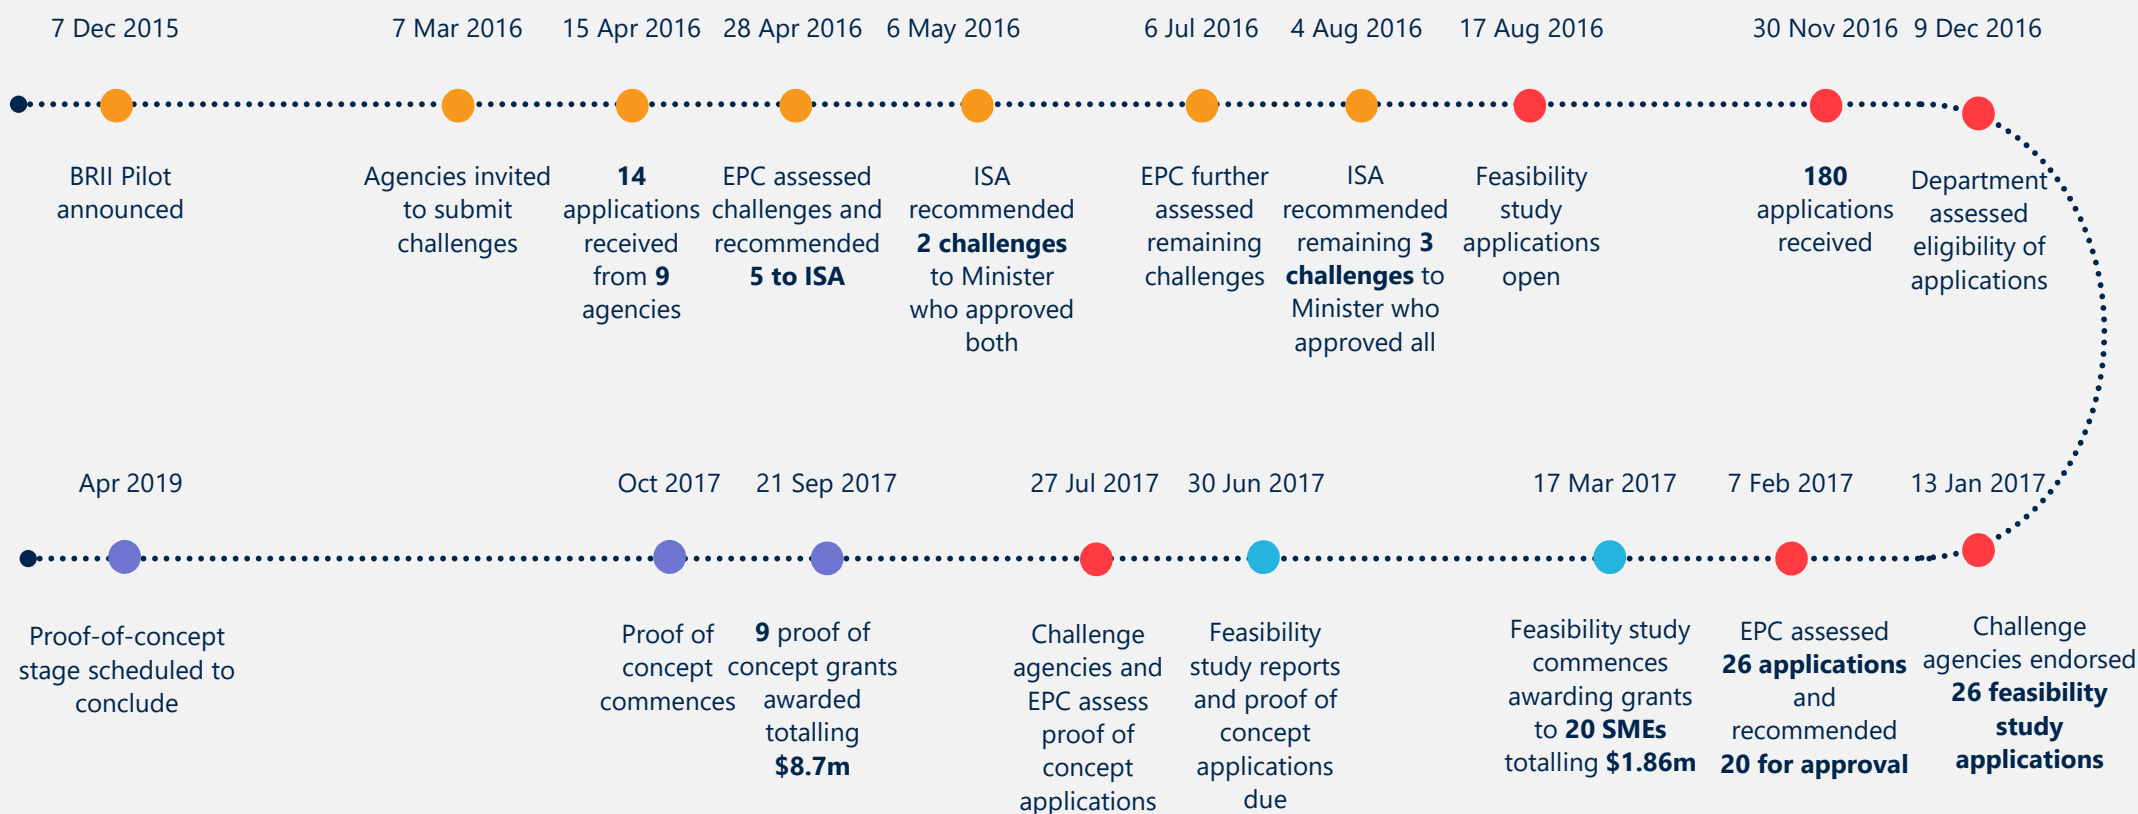 7 Dec 2015
7 Mar 2016
15 Apr 2016
28 Apr 2016
6 May 2016
6 Jul 2016
4 Aug 2016
17 Aug 2016
30 Nov 2016
9 Dec 2016
BRII Pilot
announced
Agencies invited
to submit
challenges
14
applications
received
from 9
agencies
EPC assessed
challenges and
recommended
5 to ISA
ISA
recommended
2 challenges
to Minister
who approved
both
EPC further
assessed
remaining
challenges
ISA
recommended
remaining 3
challenges to
Minister who
approved all
Feasibility
study
applications
open
180
applications
received
Department
assessed
eligibility of
applications
Apr 2019
Oct 2017
21 Sep 2017
27 Jul 2017
30 Jun 2017
17 Mar 2017
7 Feb 2017
13 Jan 2017
Proof-of-concept
stage scheduled to
conclude
Proof of
concept
commences
9 proof of
concept grants
awarded
totalling
$8.7m
Challenge
agencies and
EPC assess
proof of
concept
applications
Feasibility
study reports
and proof of
concept
applications
due
Feasibility study
commences
awarding grants
to 20 SMEs
totalling $1.86m
EPC assessed
26 applications
and
recommended
20 for approval
Challenge
agencies endorsed
26 feasibility
study
applications